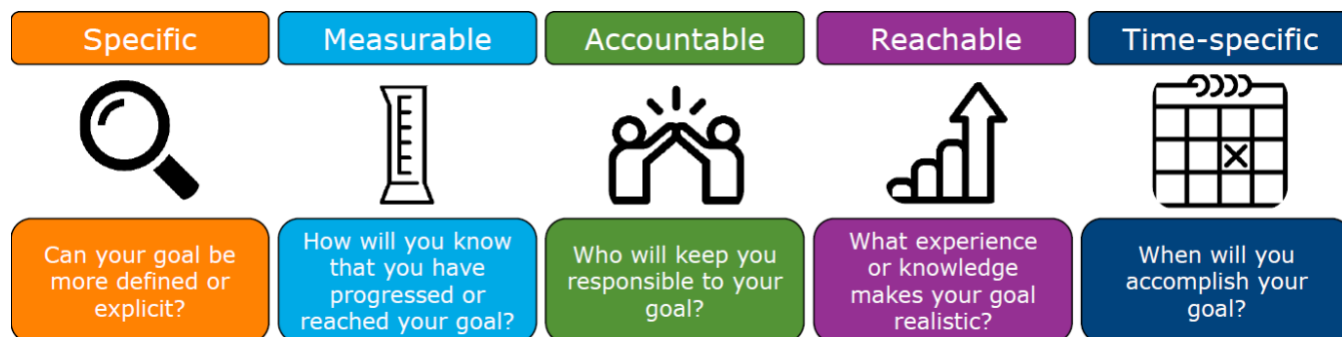 Specific
Measurable
Accountable
Reachable
Time-specific
Can your goal be
more defined or
explicit?
How will you know
that you have
progressed or
reached your goal?
Who will keep you
responsible to your
goal?
What experience
or knowledge
makes your goal
realistic?
When will you
accomplish your
goal?